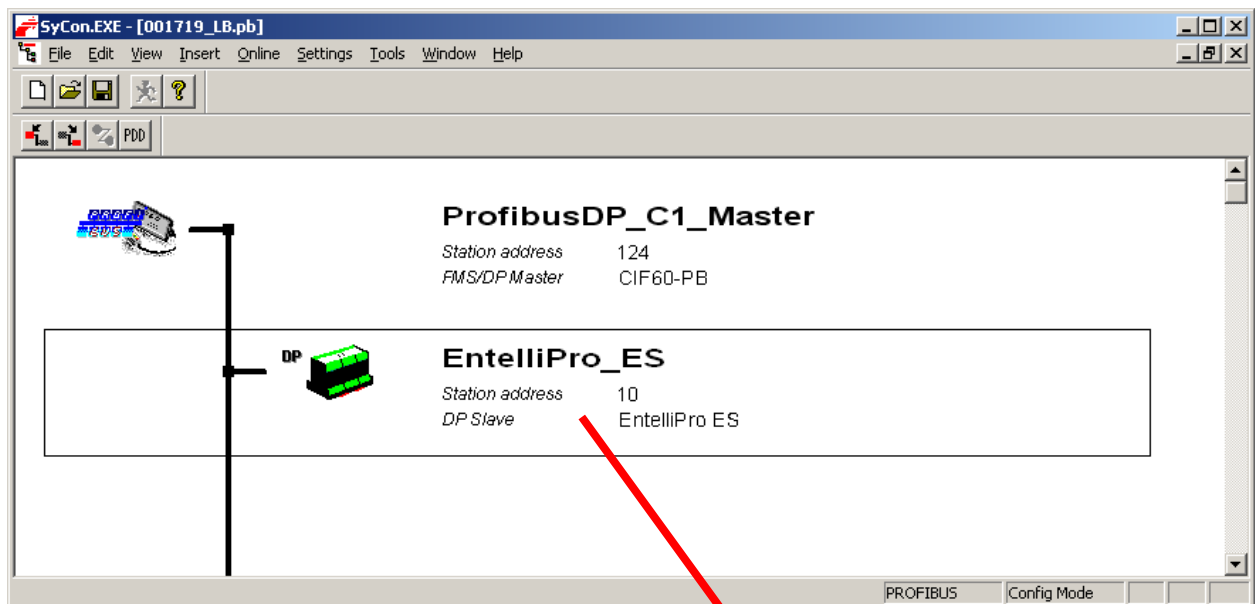 SyCon.EXE - [001719_LB.pb]
File Edit View Insert Online Settings Tools Window Help
PDD
ProfibusDP_C1_Master
Station address 124
FMS/DP Master CIF60-PB
DP
EntelliPro_ES
Station address 10
DP Slave EntelliPro ES
PROFIBUS Config Mode